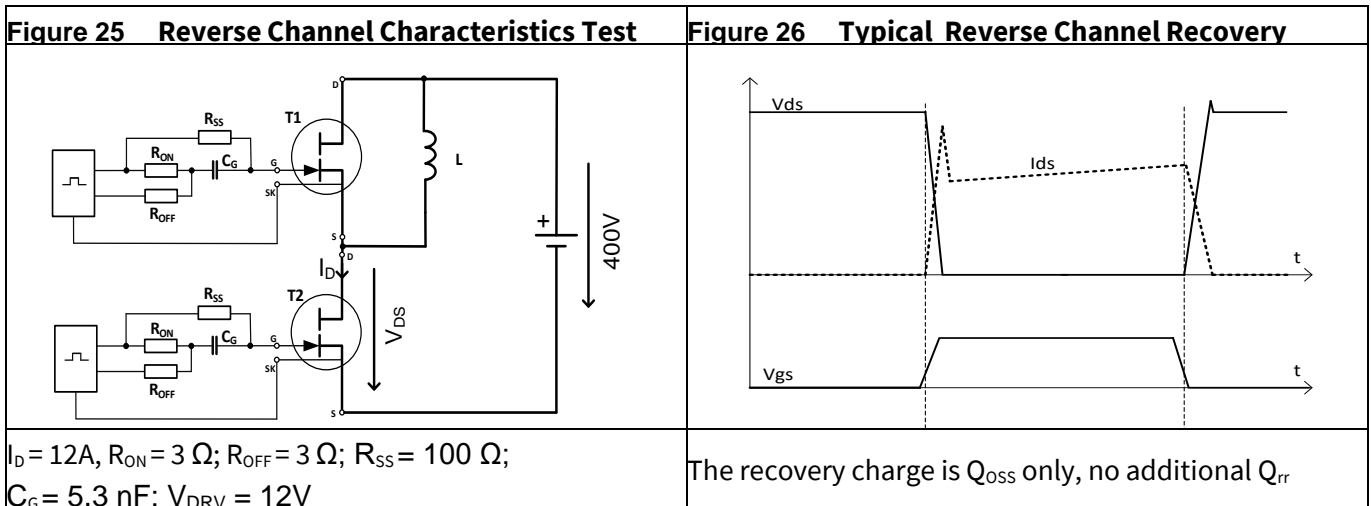 Figure 25 Reverse Channel Characteristics Test
Figure 26 Typical Reverse Channel Recovery
D
RSS
T1
RON
CG
G
L
SK
ROFF
S
D
ID
+
400V
RSS
T2
VDS
RON
CG
G
SK
ROFF
S
Vds
Ids
t
Vgs
t
ID = 12A, RON = 3 Ω; ROFF = 3 Ω; RSS = 100 Ω;
CG = 5.3 nF; VDRV = 12V
The recovery charge is QOSS only, no additional Qrr